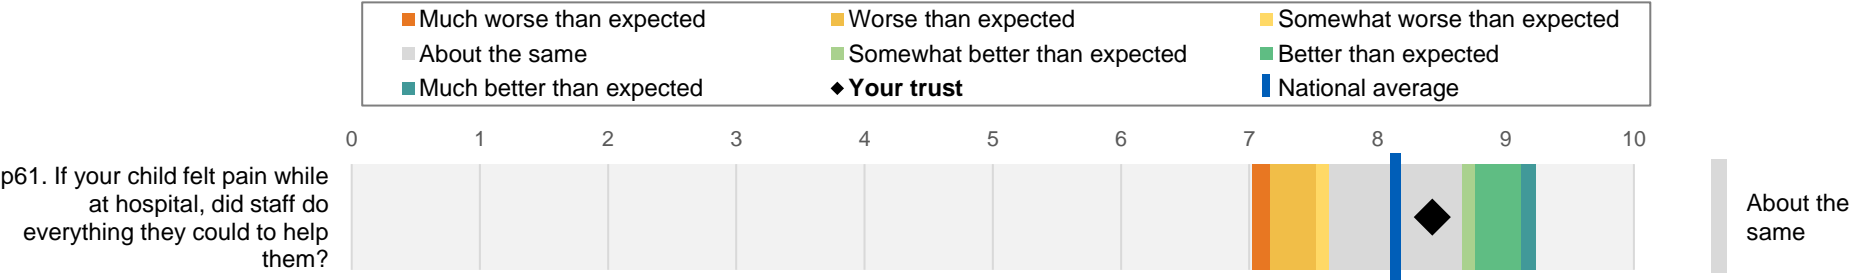 Much worse than expected Worse than expected Somewhat worse than expected
About the same Somewhat better than expected Better than expected
Much better than expected Your trust National average
0 1 2 3 4 5 6 7 8 9 10
p61. If your child felt pain while
at hospital, did staff do
everything they could to help
them?
About the
same